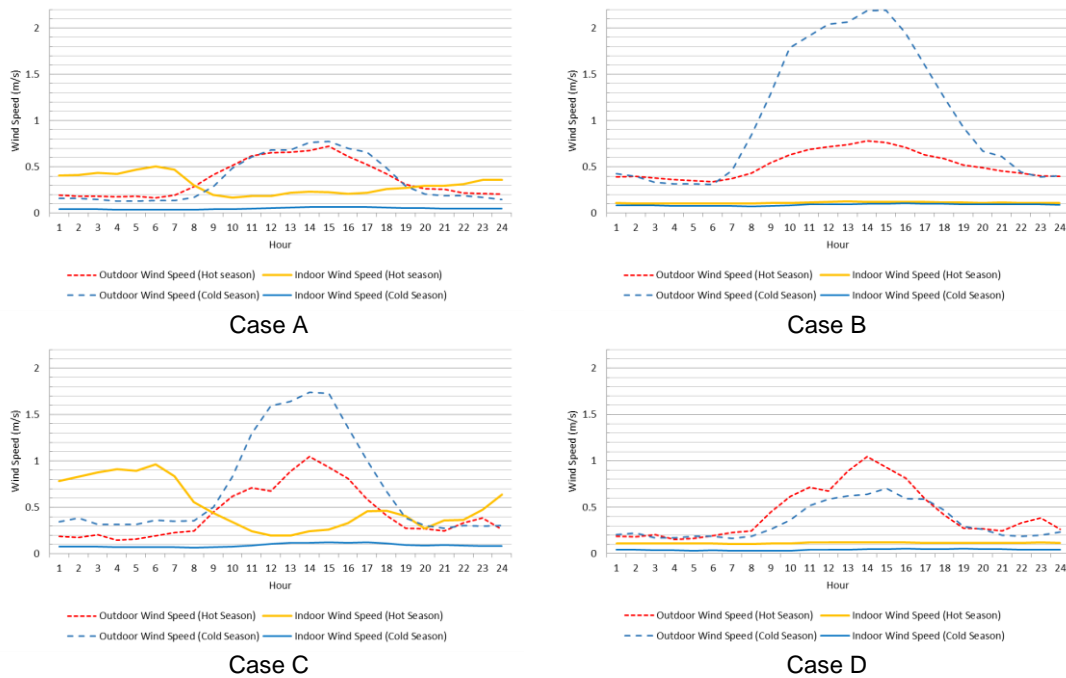 2
1.5
1
0.5
0
Wind Speed (m/s)
1 2 3 4 5 6 7 8 9 10 11 12 13 14 15 16 17 18 19 20 21 22 23 24
Hour
Outdoor Wind Speed (Hot season) Indoor Wind Speed (Hot season)
Outdoor Wind Speed (Cold Season) Indoor Wind Speed (Cold Season)
Case A
2
1.5
1
0.5
0
Wind Speed (m/s)
1 2 3 4 5 6 7 8 9 10 11 12 13 14 15 16 17 18 19 20 21 22 23 24
Hour
Outdoor Wind Speed (Hot Season) Indoor Wind Speed (Hot Season)
Outdoor Wind Speed (Cold Season) Indoor Wind Speed (Cold Season)
Case B
2
1.5
1
0.5
0
Wind Speed (m/s)
1 2 3 4 5 6 7 8 9 10 11 12 13 14 15 16 17 18 19 20 21 22 23 24
Hour
Outdoor Wind Speed (Hot Season) Indoor Wind Speed (Hot Season)
Outdoor Wind Speed (Cold Season) Indoor Wind Speed (Cold Season)
Case C
2
1.5
1
0.5
0
Wind Speed (m/s)
1 2 3 4 5 6 7 8 9 10 11 12 13 14 15 16 17 18 19 20 21 22 23 24
Hour
Outdoor Wind Speed (Hot Season) Indoor Wind Speed (Hot Season)
Outdoor Wind Speed (Cold Season) Indoor Wind Speed (Cold Season)
Case D